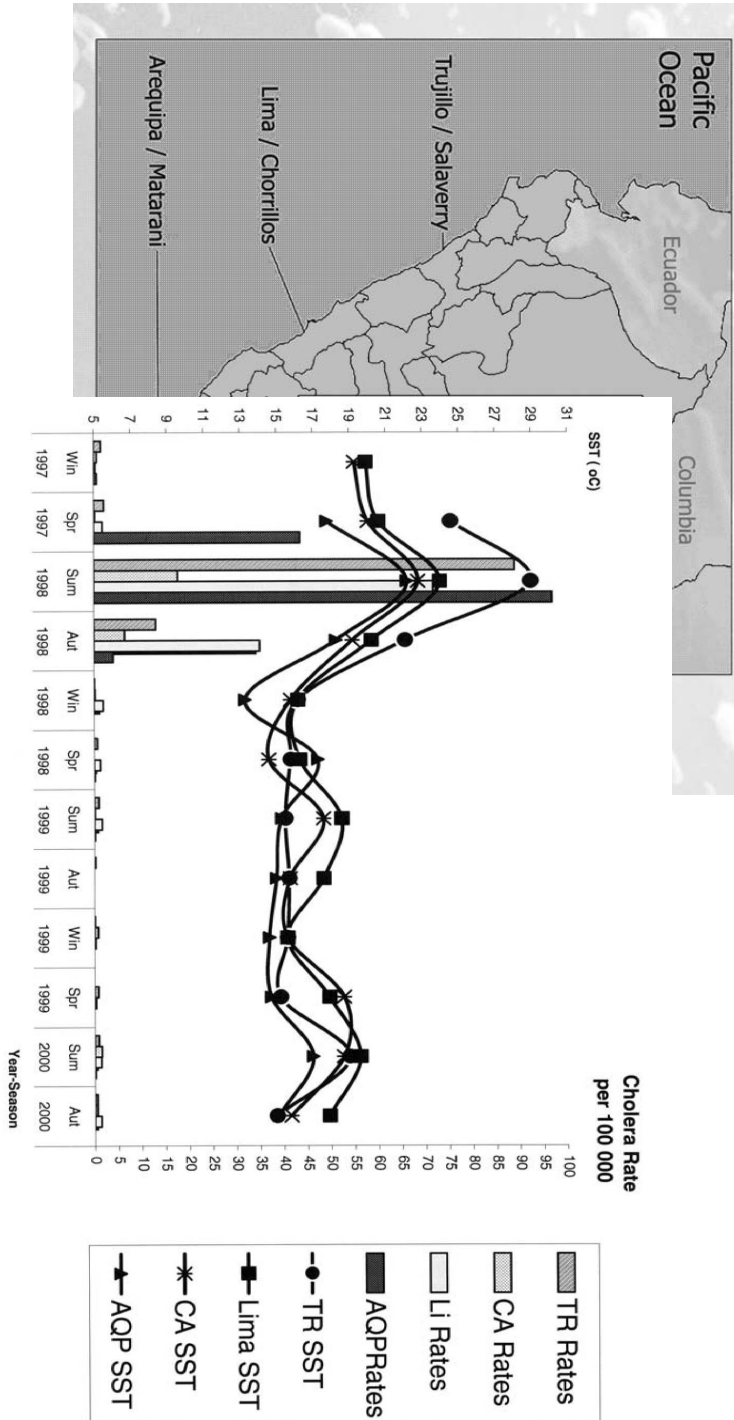 Pacific
Ocean
Ecuador
Columbia
Trujillo / Salaverry
Lima / Chorrillos
Arequipa / Matarani
SST ( oC)
31
29
27
25
23
21
19
17
15
13
11
9
7
5
Cholera Rate
per 100 000
100
95
90
85
80
75
70
65
60
55
50
45
40
35
30
25
20
15
10
5
0
Win Spr Sum Aut Win Spr Sum Aut Win Spr Sum Aut
1997 1997 1998 1998 1998 1998 1999 1999 1999 1999 2000 2000
Year-Season
TR Rates
CA Rates
Li Rates
AQPRates
TR SST
Lima SST
CA SST
AQP SST